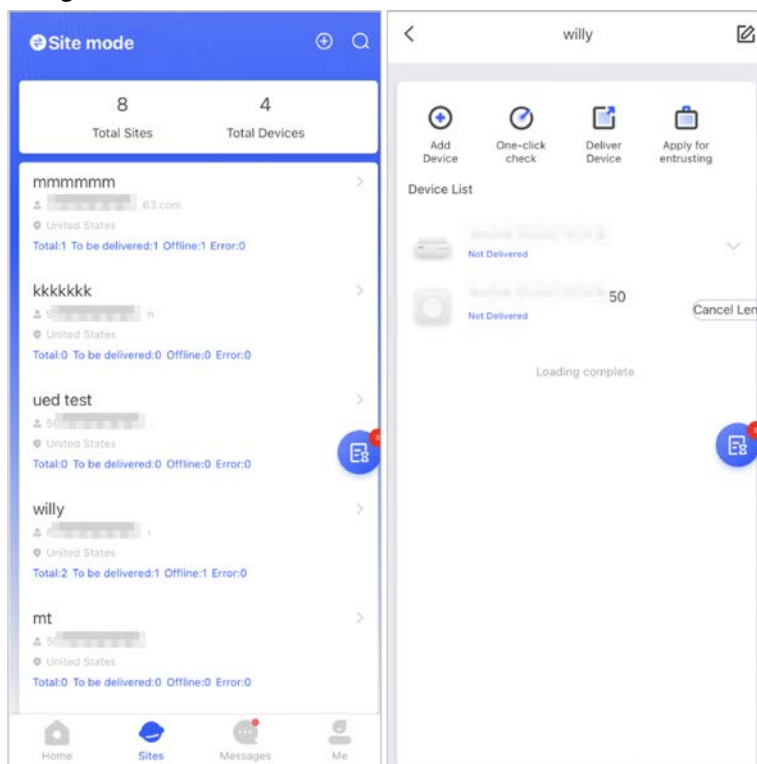 Site mode
8 4
Total Sites Total Devices
mmmmmm
63.com
United States
Total:1 To be delivered:1 Offline:1 Error:0
kkkkkkk
United States
Total:0 To be delivered:0 Offline:0 Error:0
ued test
United States
Total:0 To be delivered:0 Offline:0 Error:0
willy
United States
Total:2 To be delivered:1 Offline:1 Error:0
mt
United States
Total:0 To be delivered:0 Offline:0 Error:0
Home Sites Messages Me
willy
Add Device
One-click check
Deliver Device
Apply for entrusting
Device List
Not Delivered
50
Not Delivered
Cancel Len
Loading complete